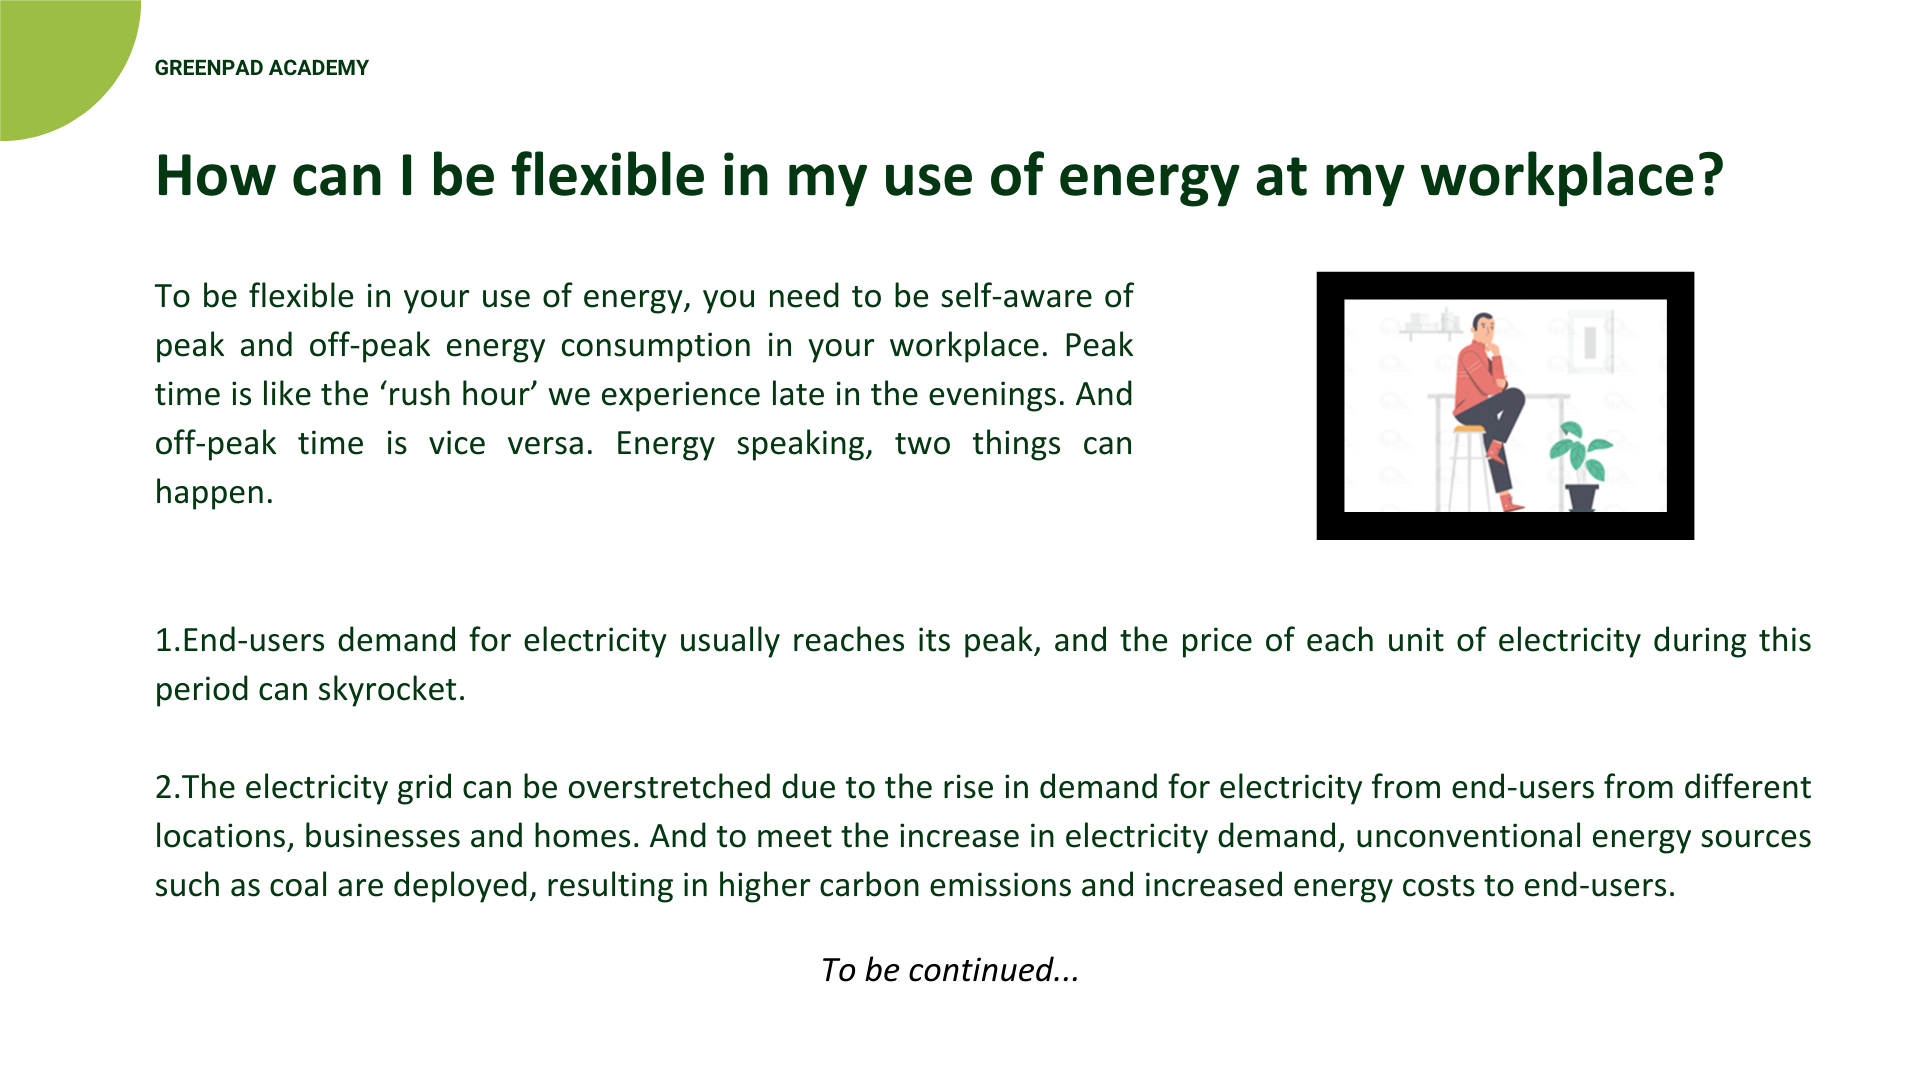 GREENPAD ACADEMY
How can I be flexible in my use of energy at my workplace?
To be flexible in your use of energy, you need to be self-aware of
peak and off-peak energy consumption in your workplace. Peak
time is like the ‘rush hour’ we experience late in the evenings. And
off-peak time is vice versa. Energy speaking, two things can
happen.
1.End-users demand for electricity usually reaches its peak, and the price of each unit of electricity during this
period can skyrocket.
2.The electricity grid can be overstretched due to the rise in demand for electricity from end-users from different
locations, businesses and homes. And to meet the increase in electricity demand, unconventional energy sources
such as coal are deployed, resulting in higher carbon emissions and increased energy costs to end-users.
To be continued...